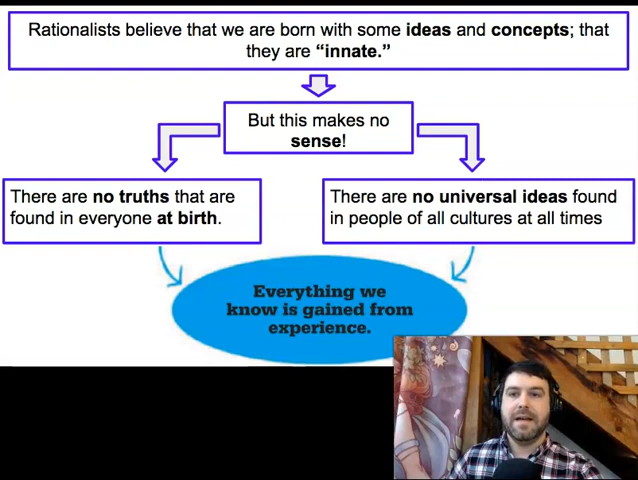 Rationalists believe that we are born with some ideas and concepts; that
they are “innate.”
But this makes no
sense!
There are no truths that are
found in everyone at birth.
There are no universal ideas found
in people of all cultures at all times
Everything we
know is gained from
experience.